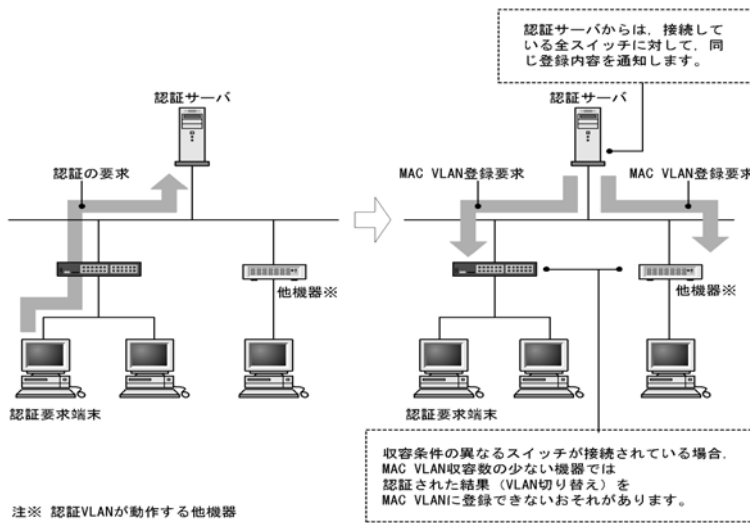 認証サーバからは,接続して
いる全スイッチに対して,同
じ登録内容を通知します。
認証サーバ
認証サーバ
認証の要求
MAC VLAN登録要求
MAC VLAN登録要求
他機器※
他機器※
認証要求端末
認証要求端末
収容条件の異なるスイッチが接続されている場合,
MAC VLAN収容数の少ない機器では
認証された結果(VLAN切り替え)を
MAC VLANに登録できないおそれがあります。
注※ 認証VLANが動作する他機器